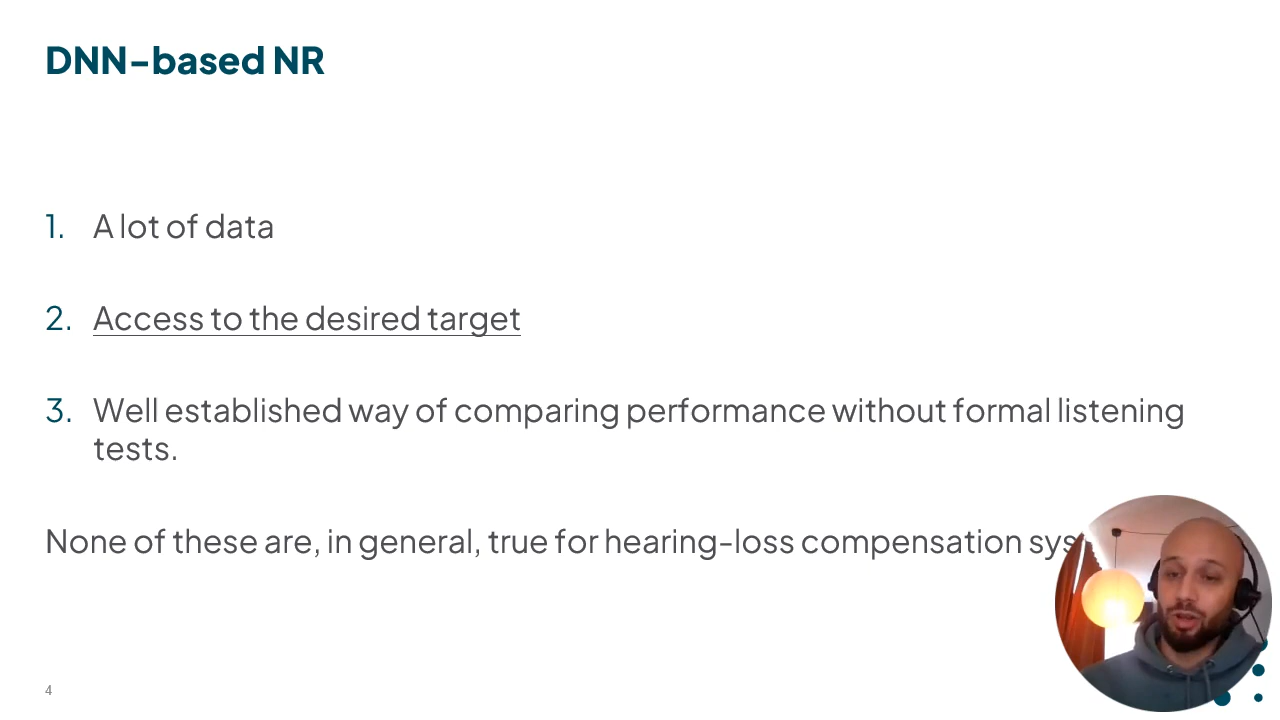 DNN-based NR
1. A lot of data
2. Access to the desired target
3. Well established way of comparing performance without formal listening
tests.
None of these are, in general, true for hearing-loss compensation
4